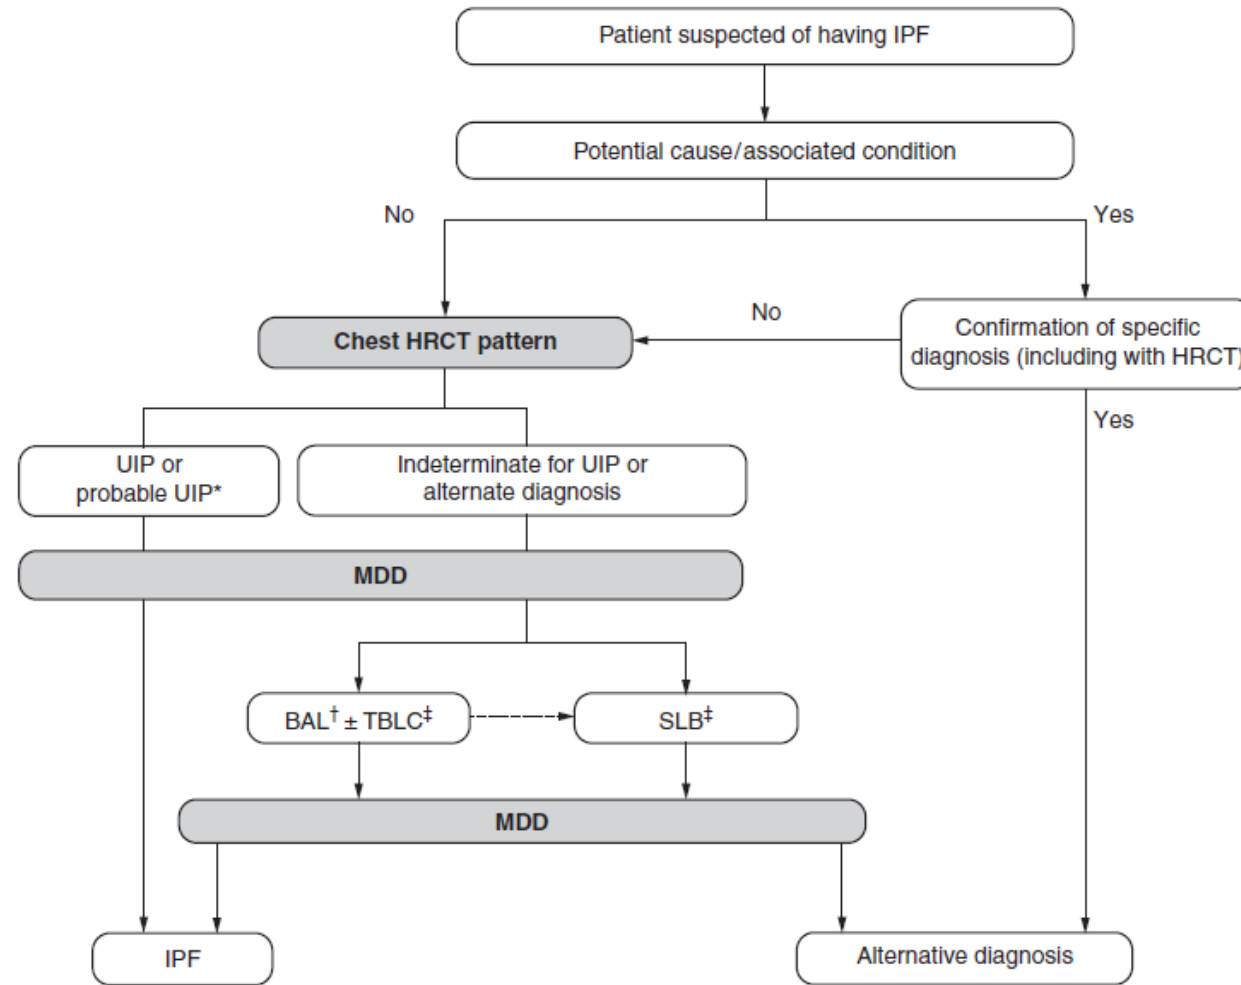 Patient suspected of having IPF
Potential cause/associated condition
No
Yes
No
Chest HRCT pattern
Confirmation of specific
diagnosis (including with HRCT)
Yes
UIP or
probable UIP*
Indeterminate for UIP or
alternate diagnosis
MDD
BAL† ± TBLC‡
SLB‡
MDD
IPF
Alternative diagnosis